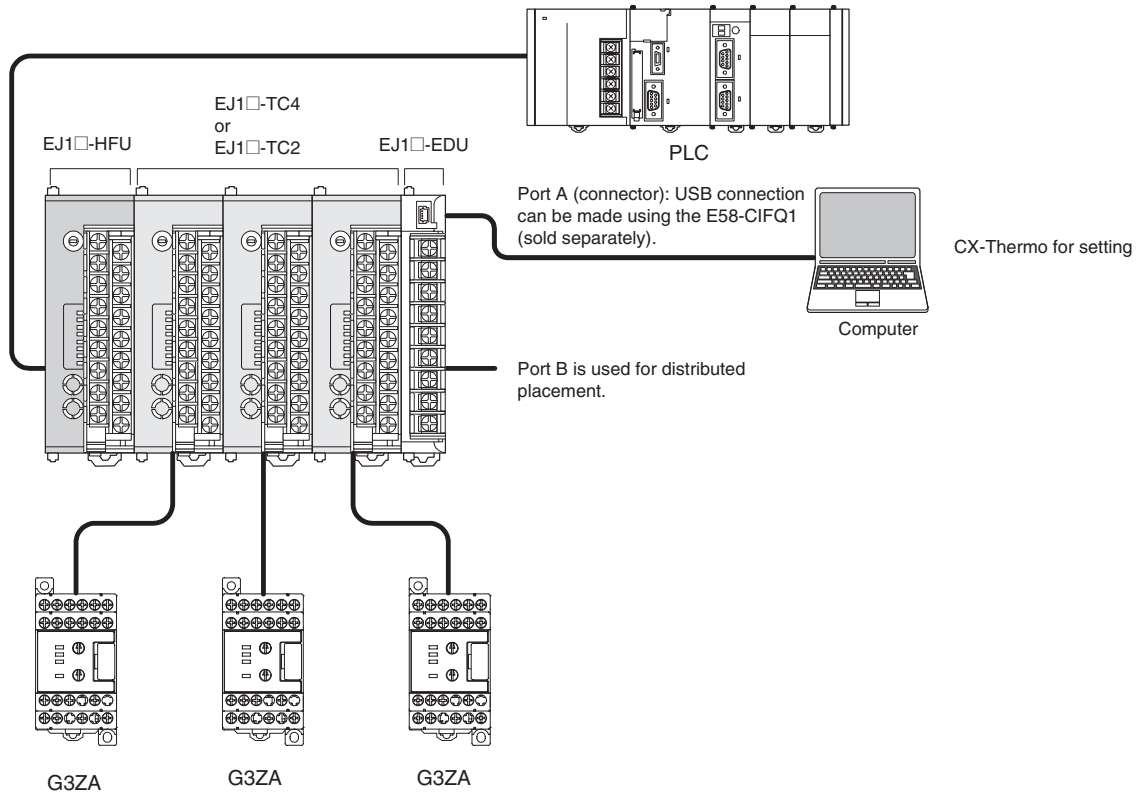 PLC
EJ1□-TC4
or
EJ1□-TC2
EJ1□-HFU
EJ1□-EDU
Port A (connector): USB connection
can be made using the E58-CIFQ1
(sold separately).
CX-Thermo for setting
Computer
Port B is used for distributed
placement.
G3ZA
G3ZA
G3ZA